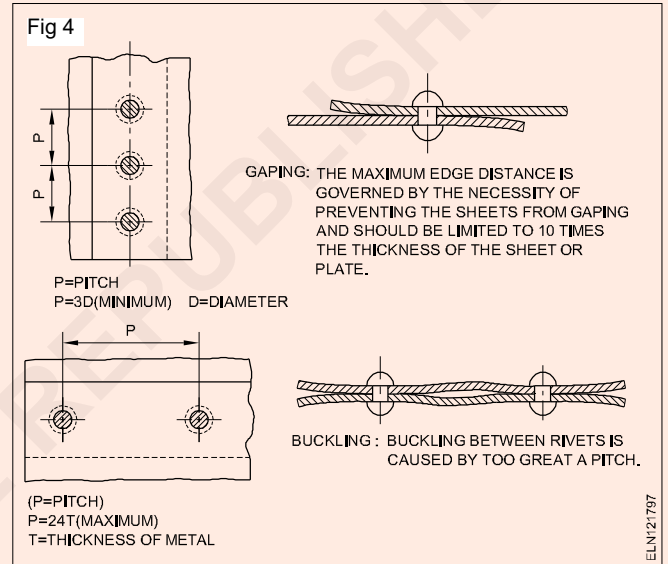 Fig 4
P
P
GAPING: THE MAXIMUM EDGE DISTANCE IS
GOVERNED BY THE NECESSITY OF
PREVENTING THE SHEETS FROM GAPING
AND SHOULD BE LIMITED TO 10 TIMES
THE THICKNESS OF THE SHEET OR
PLATE.
P=PITCH
P=3D(MINIMUM) D=DIAMETER
P
BUCKLING : BUCKLING BETWEEN RIVETS IS
CAUSED BY TOO GREAT A PITCH.
(P=PITCH)
P=24T(MAXIMUM)
T=THICKNESS OF METAL
ELN121797
REPUBLISHE